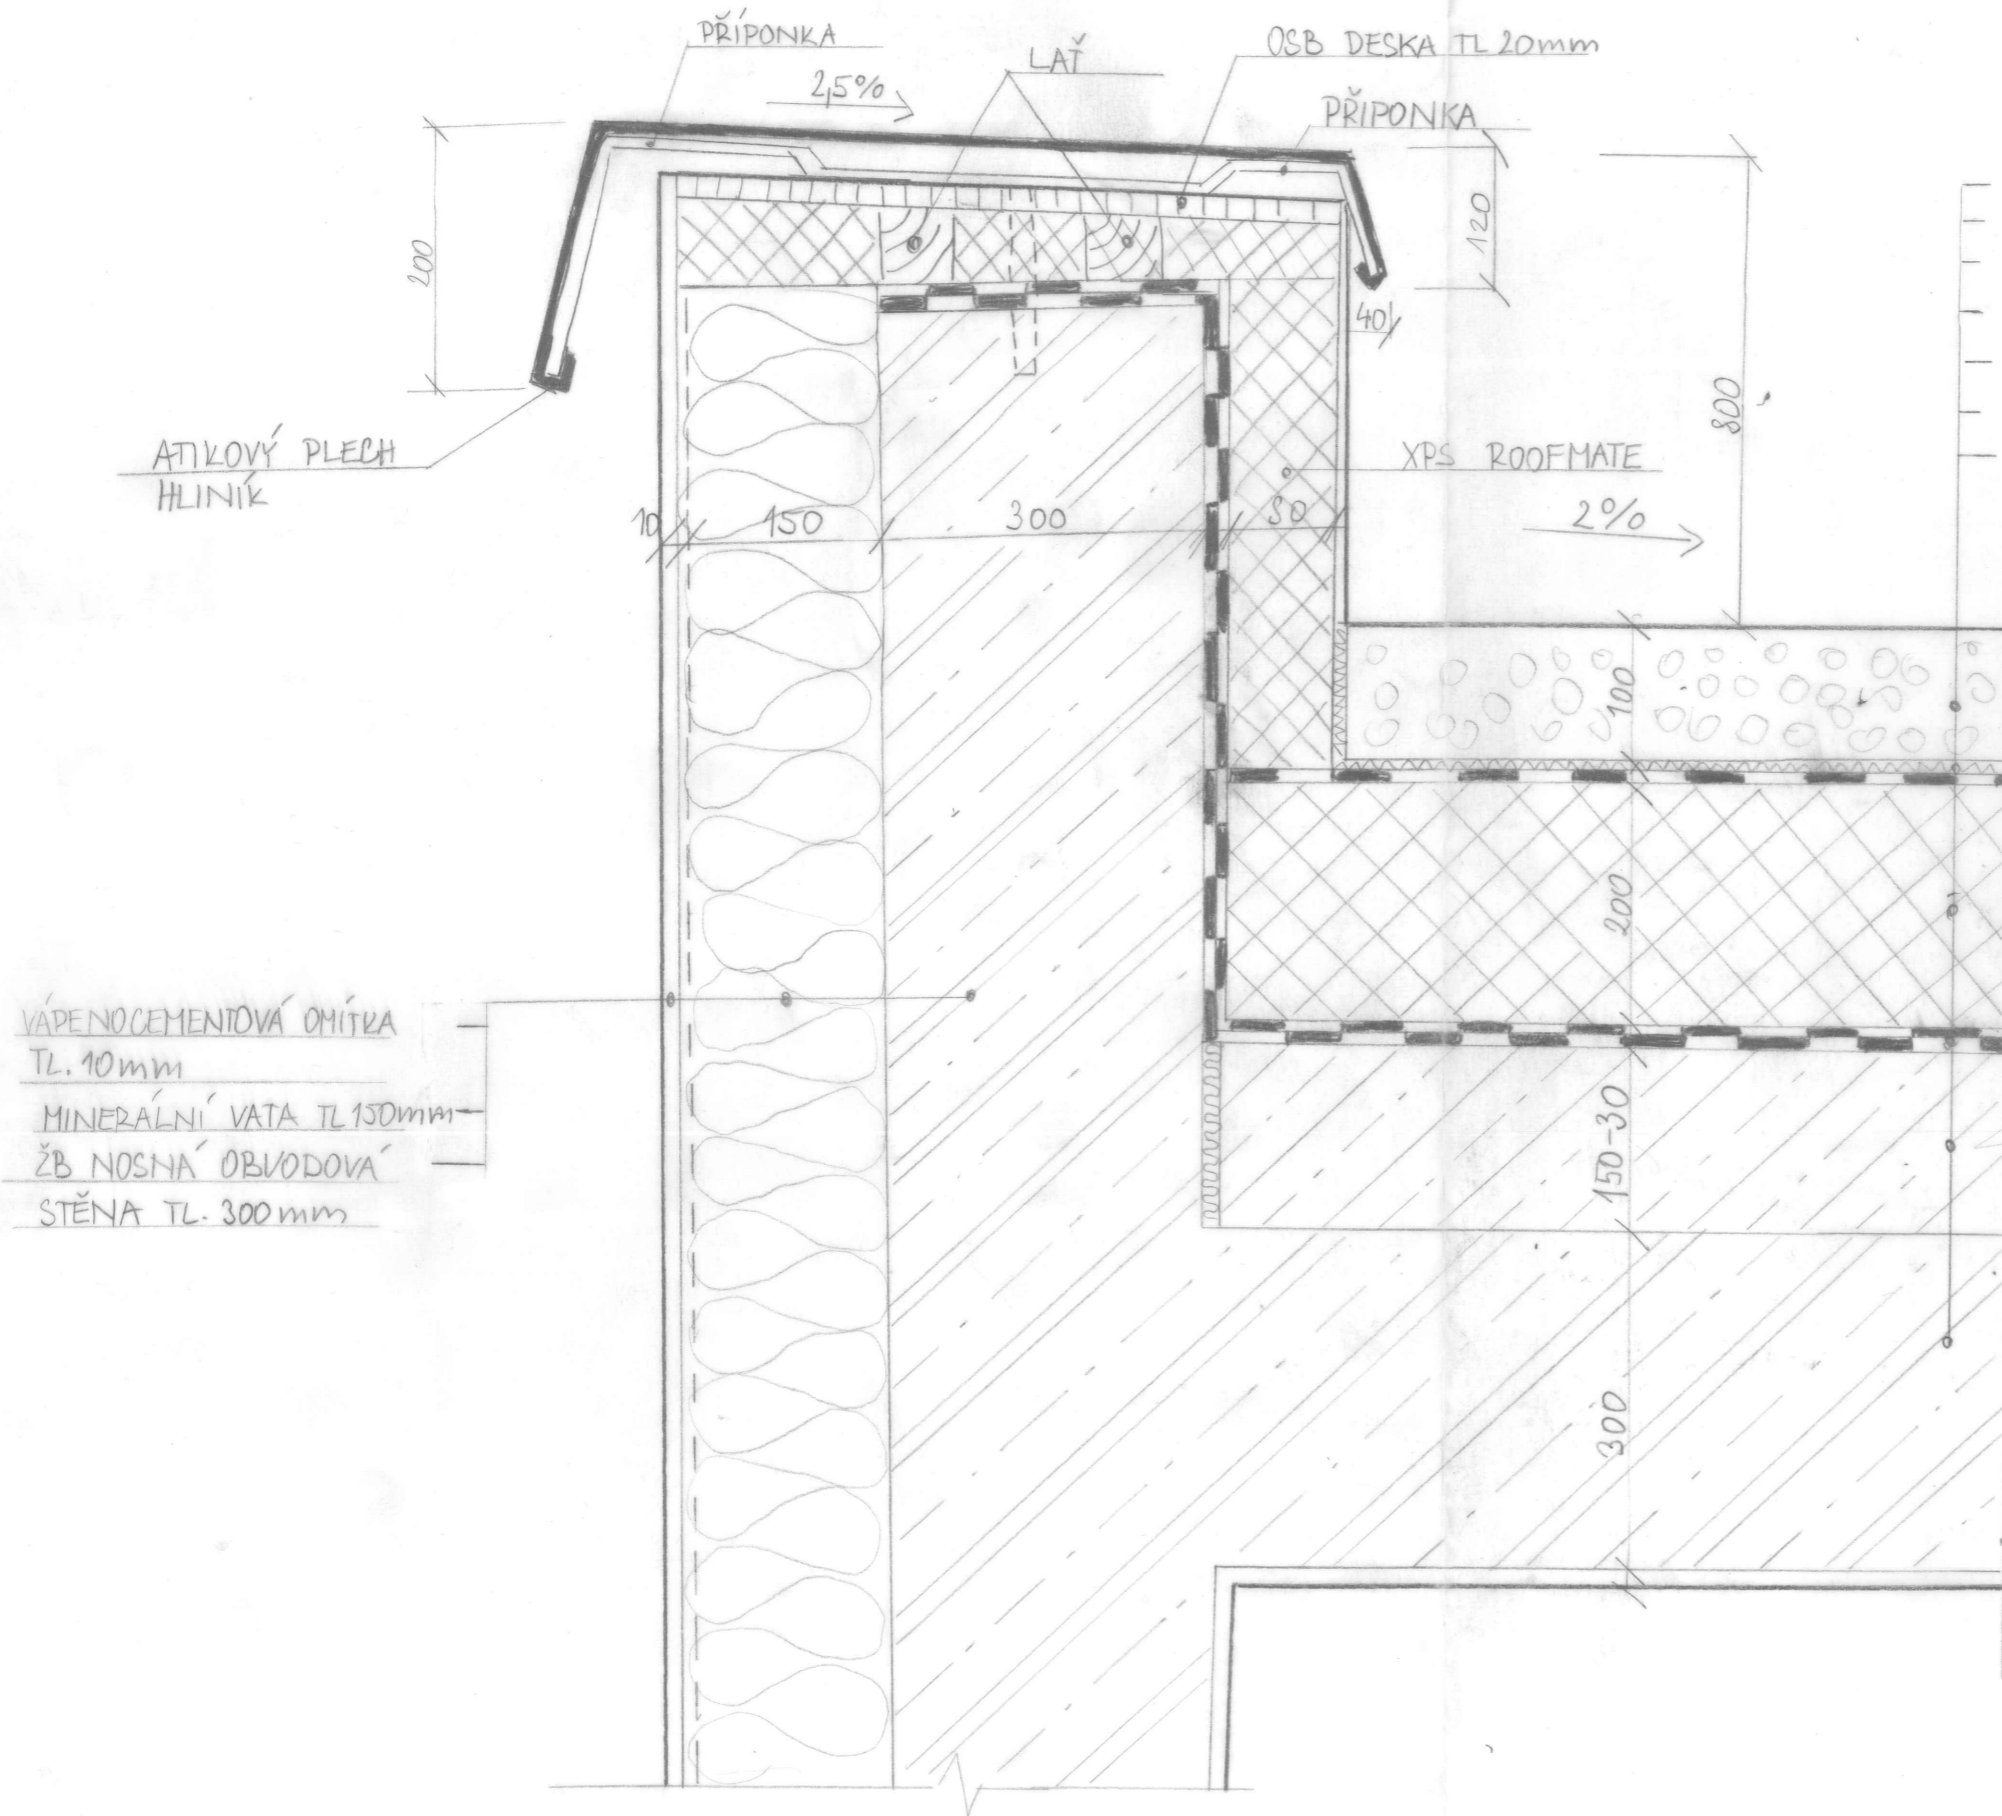 PŘÍPONKA
LAŤ
OSB DESKA TL 20mm
2,5%
PŘIPONKA
200
120
40
800
ATIKOVÝ PLECH
HLINÍK
XPS ROOFMATE
10
150
300
80
2%
100
200
VÁPENOCEMENTOVÁ OMÍTKA
TL. 10mm
MINERÁLNÍ VATA TL 150mm
ŽB NOSNÁ OBVODOVÁ
STĚNA TL. 300mm
150-30
300